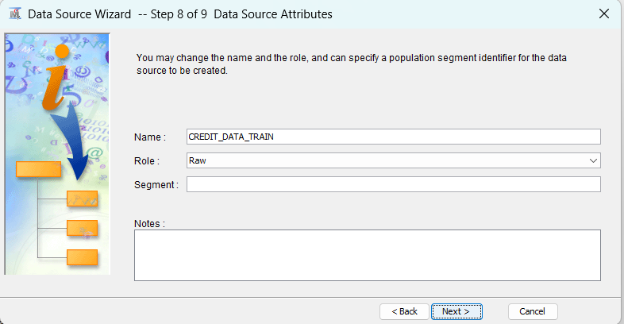 Data Source Wizard -- Step 8 of 9 Data Source Attributes
You may change the name and the role, and can specify a population segment identifier for the data
source to be created.
Name : CREDIT_DATA_TRAIN
Role : Raw
Segment :
Notes :
< Back Next > Cancel